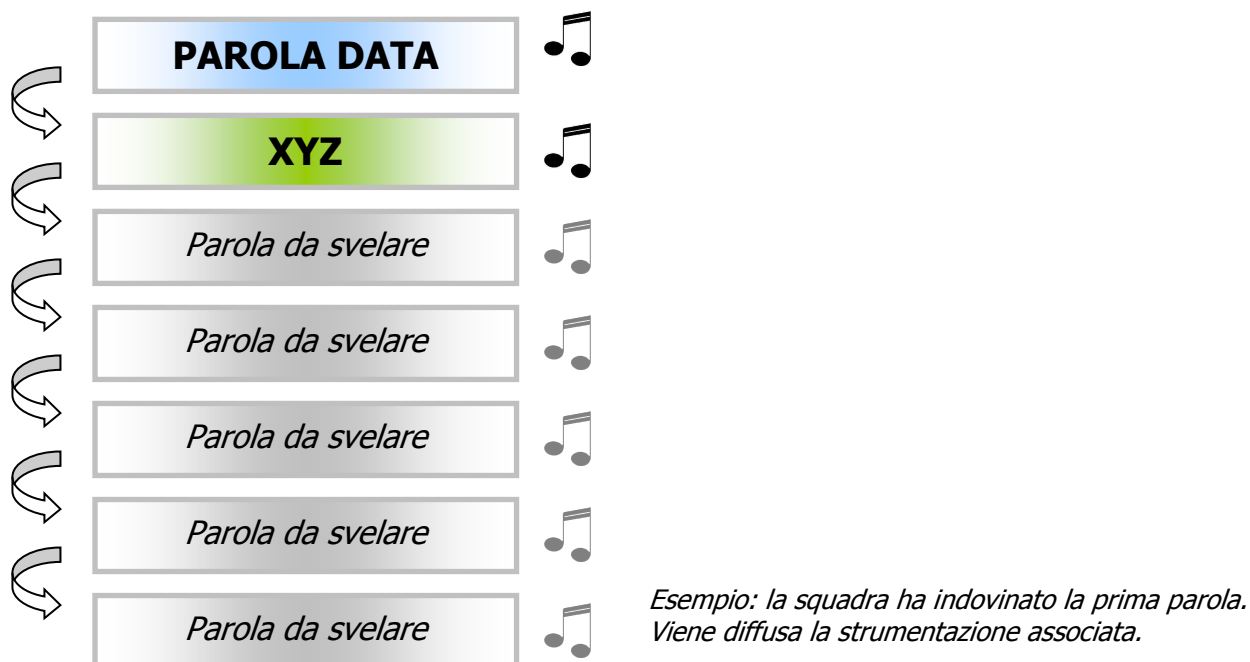 PAROLA DATA
XYZ
Parola da svelare
Parola da svelare
Parola da svelare
Parola da svelare
Parola da svelare
Esempio: la squadra ha indovinato la prima parola.
Viene diffusa la strumentazione associata.